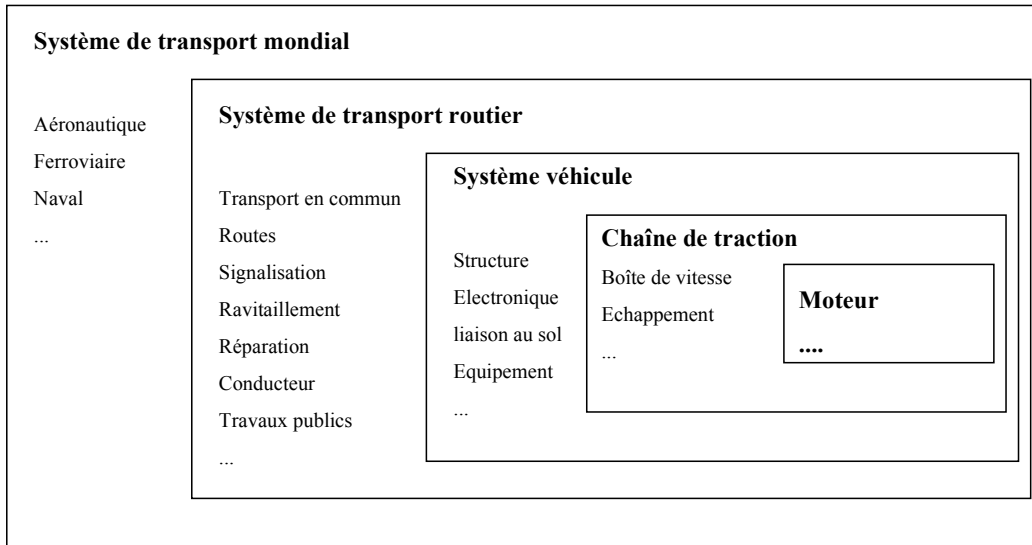 Système de transport mondial
Aéronautique
Ferroviaire
Naval
...
Système de transport routier
Transport en commun
Routes
Signalisation
Ravitaillement
Réparation
Conducteur
Travaux publics
...
Système véhicule
Structure
Electronique
liaison au sol
Equipement
...
Chaîne de traction
Boîte de vitesse
Echappement
...
Moteur
....